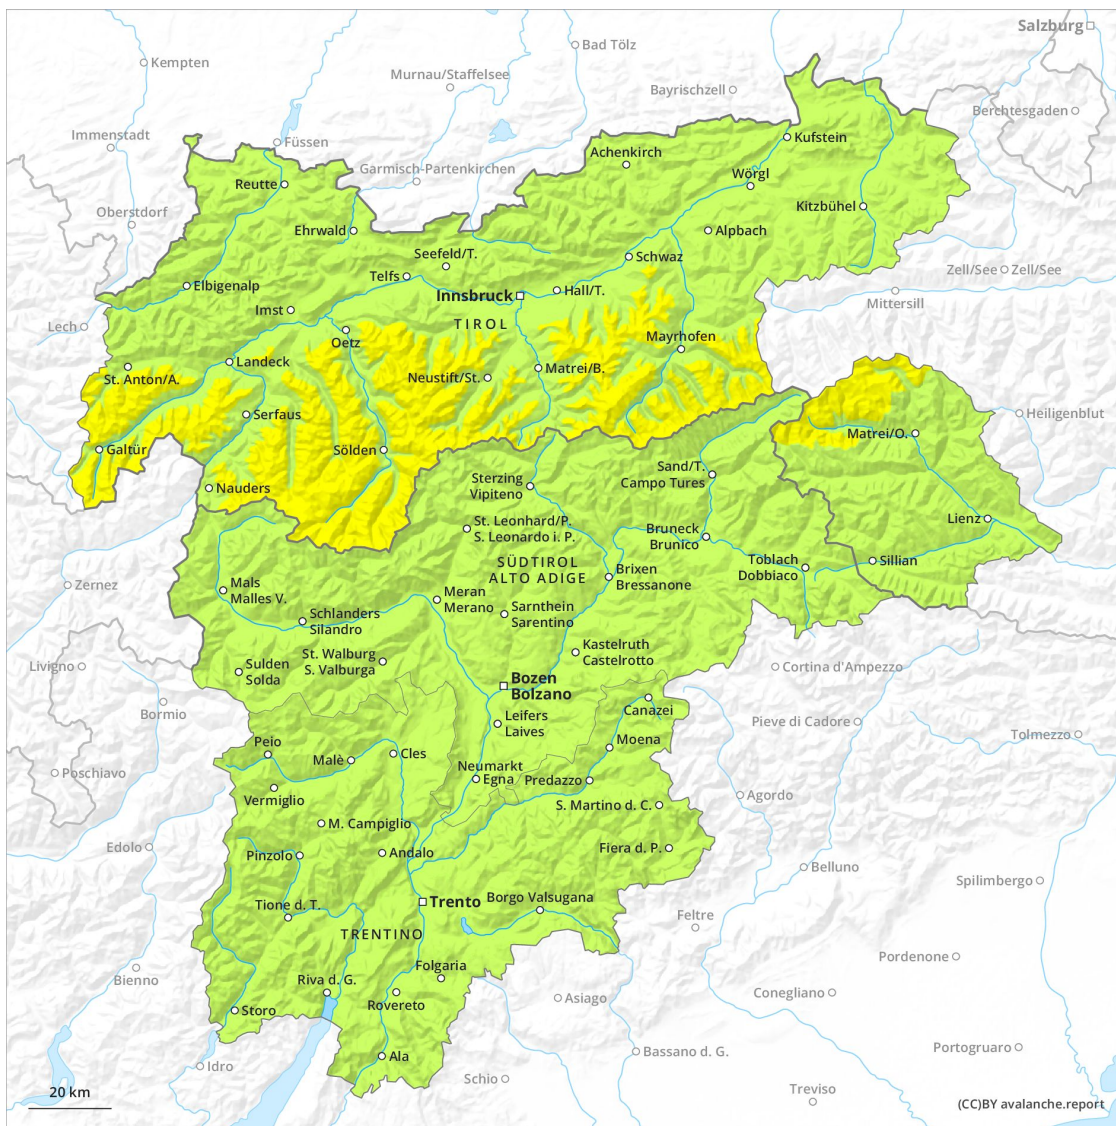 Salzburg
Bad Tölz
Kempten
Murnau/Staffelsee
Bayrischzell
Berchtesgaden
Immenstadt
Füssen
Kufstein
Achenkirch
Garmisch-Partenkirchen
Wörgl
Reutte
Kitzbühel
Oberstdorf
Ehrwald
Alpbach
Seefeld/T.
Schwaz
Telfs
Zell/See
Zell/See
Elbigenalp
Innsbruck
Hall/T.
Mittersill
Imst
TIROL
Lech
Oetz
Mayrhofen
Landeck
Matrei/B.
St. Anton/A.
Neustift/St.
Serfaus
Heiligenblut
Matrei/O.
Galtür
Sölden
Sand/T.
Campo Tures
Sterzing
Vipiteno
Nauders
Lienz
St. Leonhard/P.
S. Leonardo i. P.
Bruneck
Brunico
SÜDTIROL
ALTO ADIGE
Toblach
Dobbiaco
Sillian
Brixen
Bressanone
Zernez
Mals
Malles V.
Meran
Merano
Sarnthein
Sarentino
Schlanders
Silandro
Kastelruth
Castelrotto
St. Walburg
S. Valburga
Livigno
Sulden
Solda
Cortina d'Ampezzo
Bozen
Bolzano
Bormio
Canazei
Leifers
Laives
Pieve di Cadore
Tolmezzo
Peio
Moena
Malè
Cles
Neumarkt
Egna
Poschiavo
Predazzo
Vermiglio
Agordo
S. Martino d. C.
M. Campiglio
Edolo
Pinzolo
Andalo
Fiera d. P.
Belluno
Spilimbergo
Trento
Borgo Valsugana
Tione d. T.
Feltre
TRENTINO
Pordenone
Folgaria
Bienno
Riva d. G.
Conegliano
Asiago
Rovereto
Storo
Portogruaro
Bassano d. G.
Ala
Idro
Schio
Treviso
20 km
(CC)BY avalanche.report